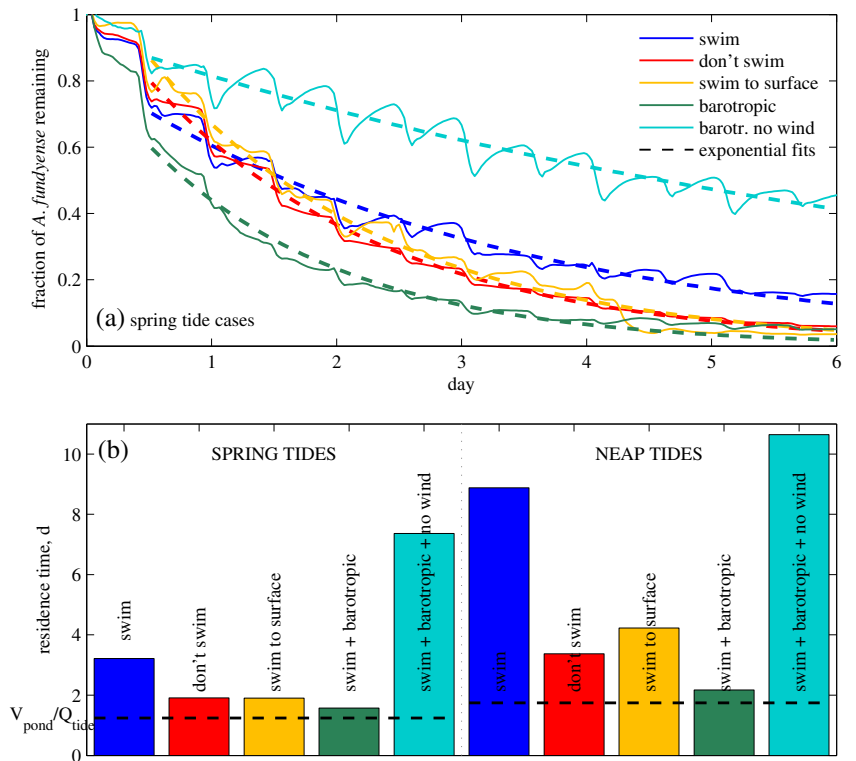 1
0.8
0.6
0.4
0.2
0
fraction of A. fundyense remaining
swim
don't swim
swim to surface
barotropic
barotr. no wind
exponential fits
(a) spring tide cases
0 1 2 3 4 5 6
day
(b)
SPRING TIDES
NEAP TIDES
10
8
6
4
2
0
residence time, d
V_pond/Q_tide
swim
don't swim
swim to surface
swim + barotropic
swim + barotropic + no wind
swim
don't swim
swim to surface
swim + barotropic
swim + barotropic + no wind